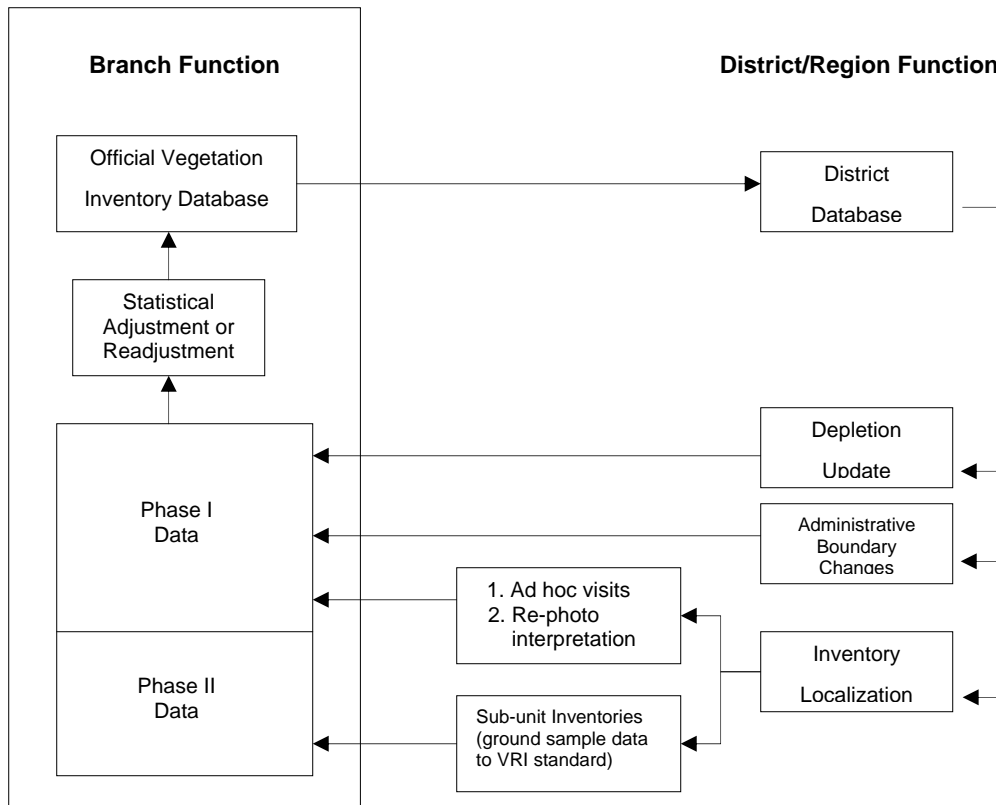 Branch Function
District/Region Function
Official Vegetation
Inventory Database
District
Database
Statistical
Adjustment or
Readjustment
Depletion
Update
Phase I
Data
Administrative
Boundary
Changes
1. Ad hoc visits
2. Re-photo
interpretation
Inventory
Localization
Phase II
Data
Sub-unit Inventories
(ground sample data
to VRI standard)